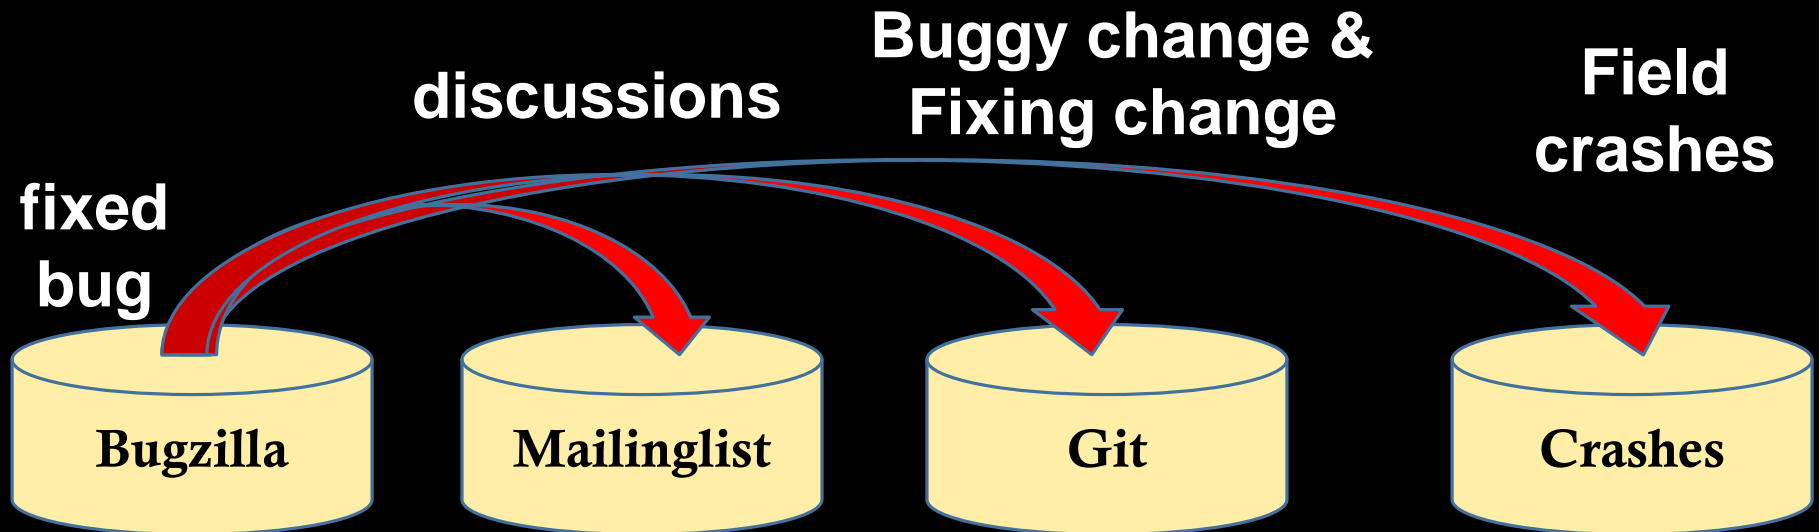 fixed
bug
discussions
Buggy change &
Fixing change
Field
crashes
Bugzilla
Mailinglist
Git
Crashes